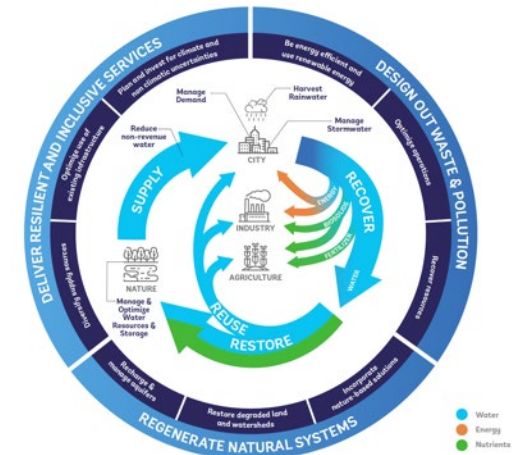 DELIVER RESILIENT AND INCLUSIVE SERVICES
Plan and invest for climate and
non climatic uncertainties
Optimize use of
existing infrastructure
Diversify supply sources
DESIGN OUT WASTE & POLLUTION
Be energy efficient and
use renewable energy
Optimize operations
Recover resources
REGENERATE NATURAL SYSTEMS
Recharge &
manage aquifers
Restore degraded land
and watersheds
Incorporate
nature-based solutions
Manage
Demand
Harvest
Rainwater
Manage
Stormwater
Reduce
non-revenue
water
CITY
SUPPLY
RECOVER
ENERGY
BIOSOLIDS
FERTILIZER
WATER
INDUSTRY
AGRICULTURE
NATURE
Manage &
Optimize
Water
Resources &
Storage
REUSE
RESTORE
Water
Energy
Nutrients